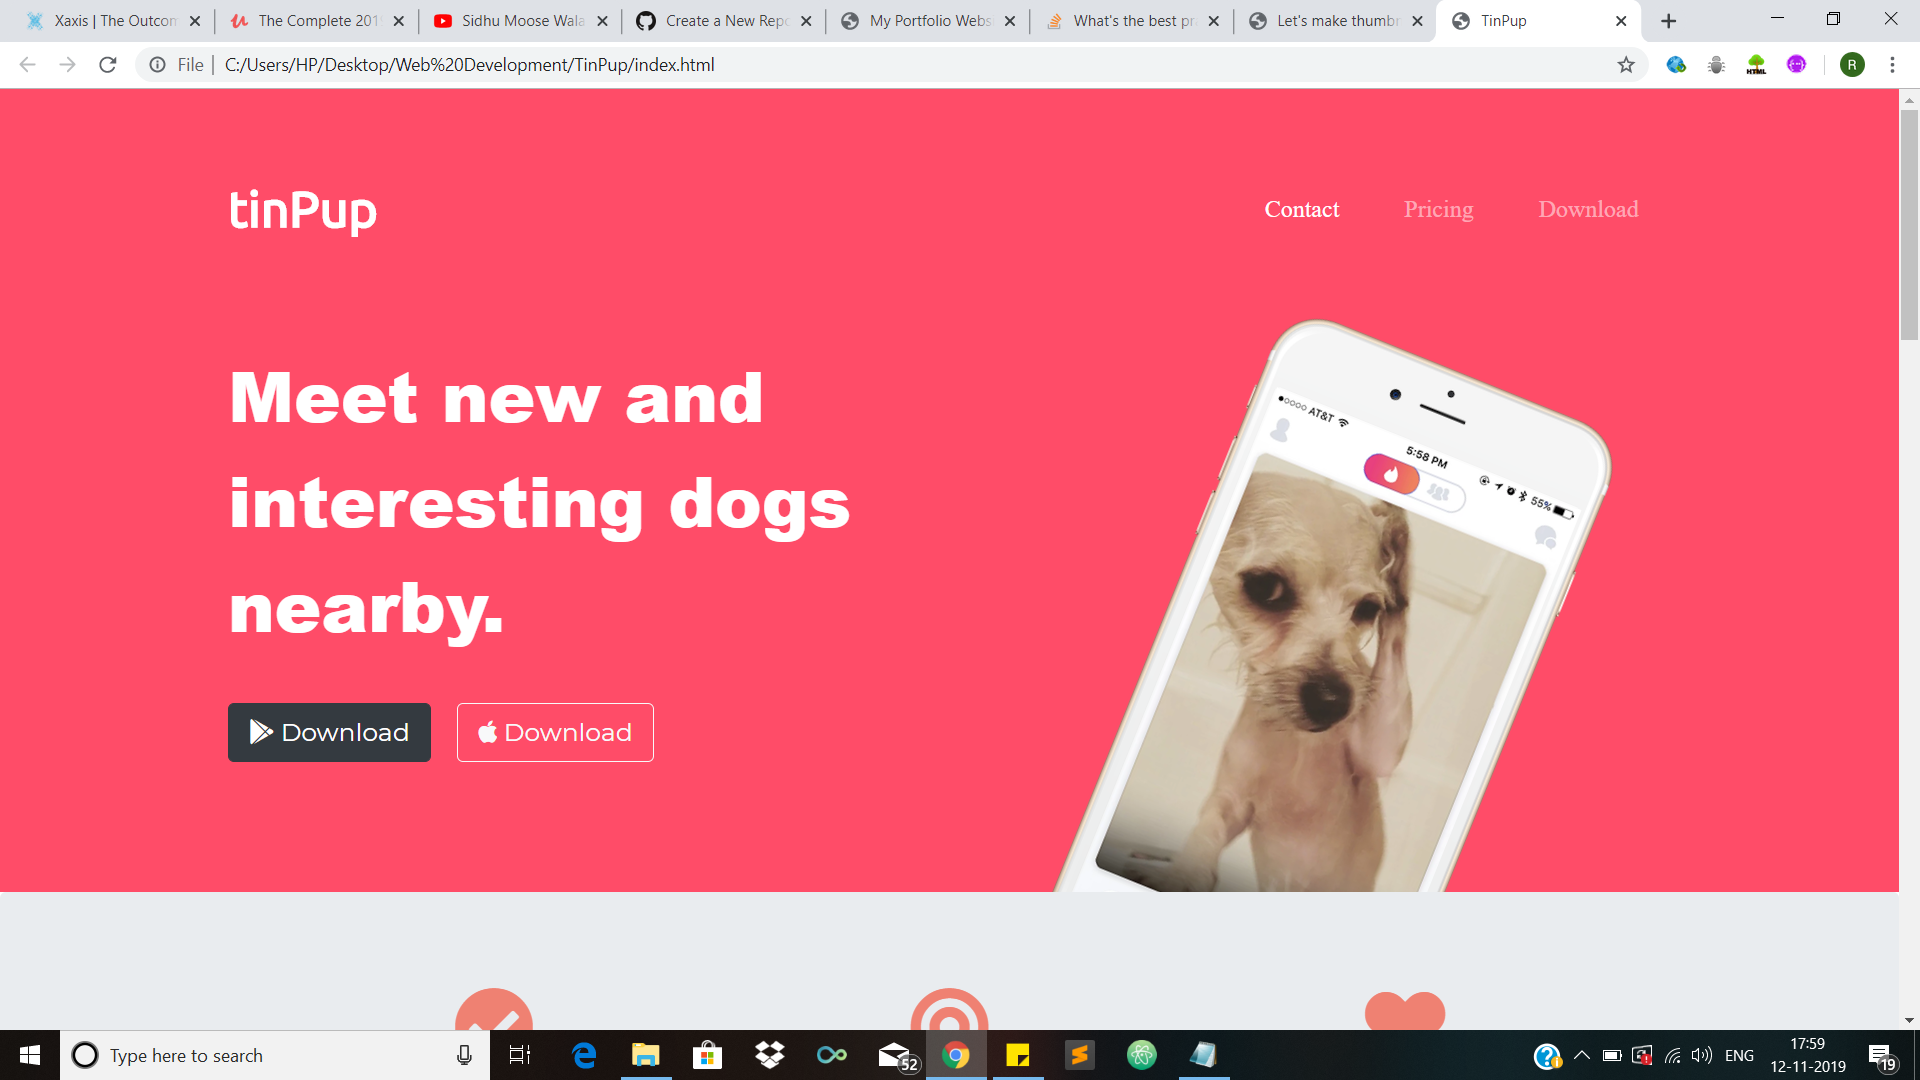 Xaxis | The Outcom
The Complete 201
Sidhu Moose Wala
Create a New Repo
My Portfolio Webs
What's the best pra
Let's make thumbn
TinPup
File
C:/Users/HP/Desktop/Web%20Development/TinPup/index.html
HTML
R
tinPup
Contact
Pricing
Download
Meet new and
interesting dogs
nearby.
Download
Download
AT&T
5:58 PM
55%
Type here to search
52
ENG
17:59
12-11-2019
19